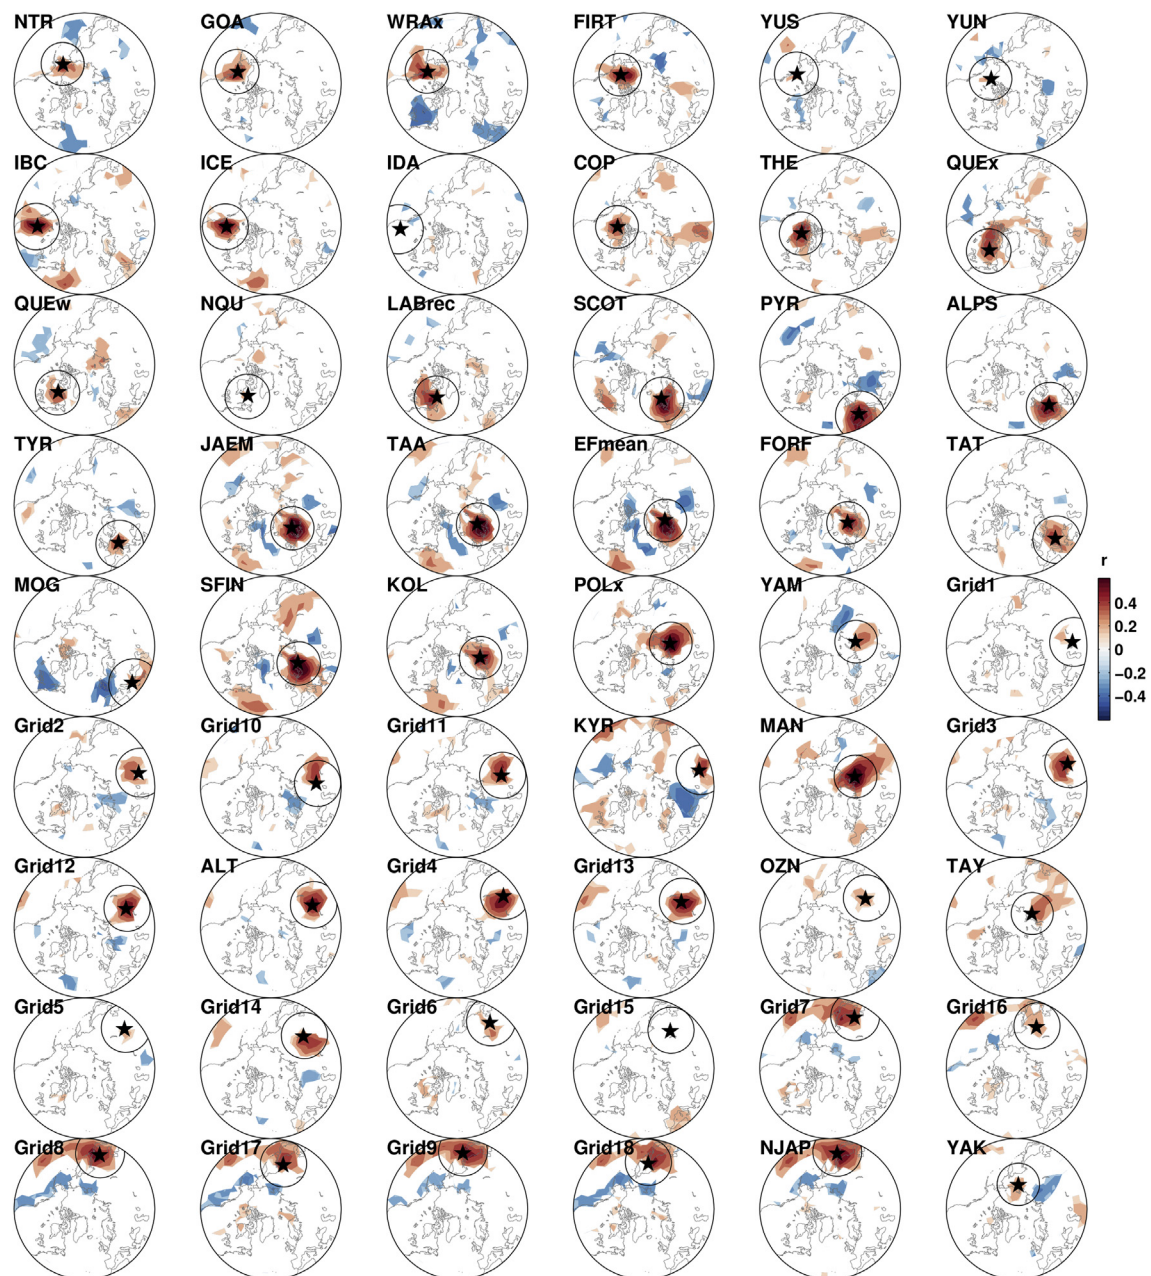 NTR GOA WRAx FIRT YUS YUN
IBC ICE IDA COP THE QUEx
QUEw NQU LABrec SCOT PYR ALPS
TYR JAEM TAA EFmean FORF TAT
MOG SFIN KOL POLx YAM Grid1
r
0.4
0.2
0
−0.2
−0.4
Grid2 Grid10 Grid11 KYR MAN Grid3
Grid12 ALT Grid4 Grid13 OZN TAY
Grid5 Grid14 Grid6 Grid15 Grid7 Grid16
Grid8 Grid17 Grid9 Grid18 NJAP YAK